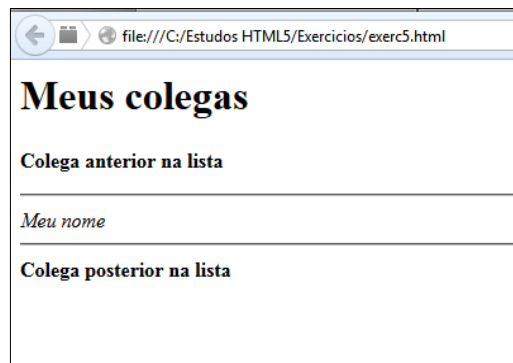 file:///C:/Estudos HTML5/Exercicios/exerc5.html
Meus colegas
Colega anterior na lista
Meu nome
Colega posterior na lista